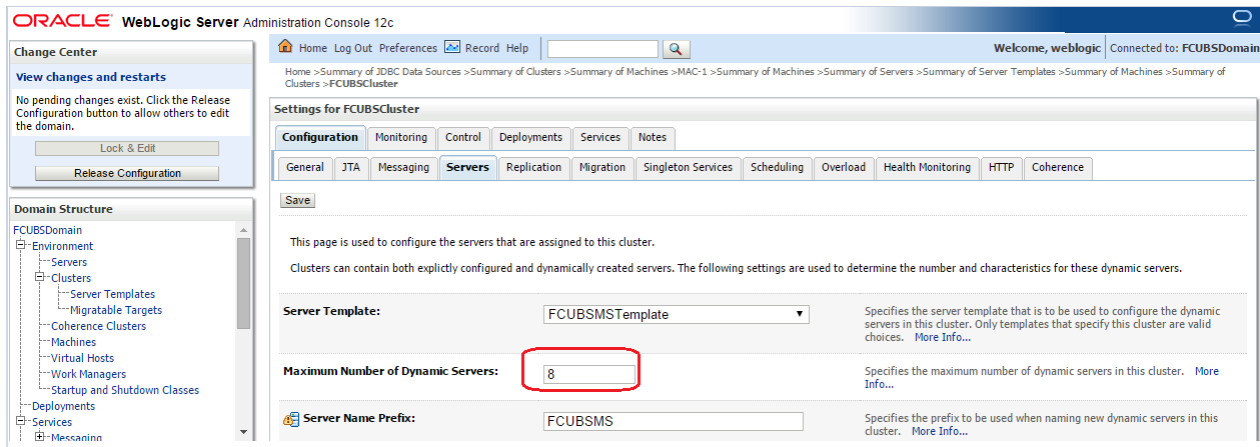 ORACLE WebLogic Server Administration Console 12c
Change Center
View changes and restarts
No pending changes exist. Click the Release
Configuration button to allow others to edit
the domain.
Lock & Edit
Release Configuration
Domain Structure
FCUBSDomain
Environment
Servers
Clusters
Server Templates
Migratable Targets
Coherence Clusters
Machines
Virtual Hosts
Work Managers
Startup and Shutdown Classes
Deployments
Services
Messaging
Home Log Out Preferences Record Help
Welcome, weblogic Connected to: FCUBSDomain
Home >Summary of JDBC Data Sources >Summary of Clusters >Summary of Machines >MAC-1 >Summary of Machines >Summary of Servers >Summary of Server Templates >Summary of Machines >Summary of
Clusters >FCUBSCluster
Settings for FCUBSCluster
Configuration Monitoring Control Deployments Services Notes
General JTA Messaging Servers Replication Migration Singleton Services Scheduling Overload Health Monitoring HTTP Coherence
Save
This page is used to configure the servers that are assigned to this cluster.
Clusters can contain both explictly configured and dynamically created servers. The following settings are used to determine the number and characteristics for these dynamic servers.
Server Template: FCUBSMSTemplate
Specifies the server template that is to be used to configure the dynamic
servers in this cluster. Only templates that specify this cluster are valid
choices. More Info...
Maximum Number of Dynamic Servers: 8
Specifies the maximum number of dynamic servers in this cluster. More
Info...
Server Name Prefix: FCUBSMS
Specifies the prefix to be used when naming new dynamic servers in this
cluster. More Info...